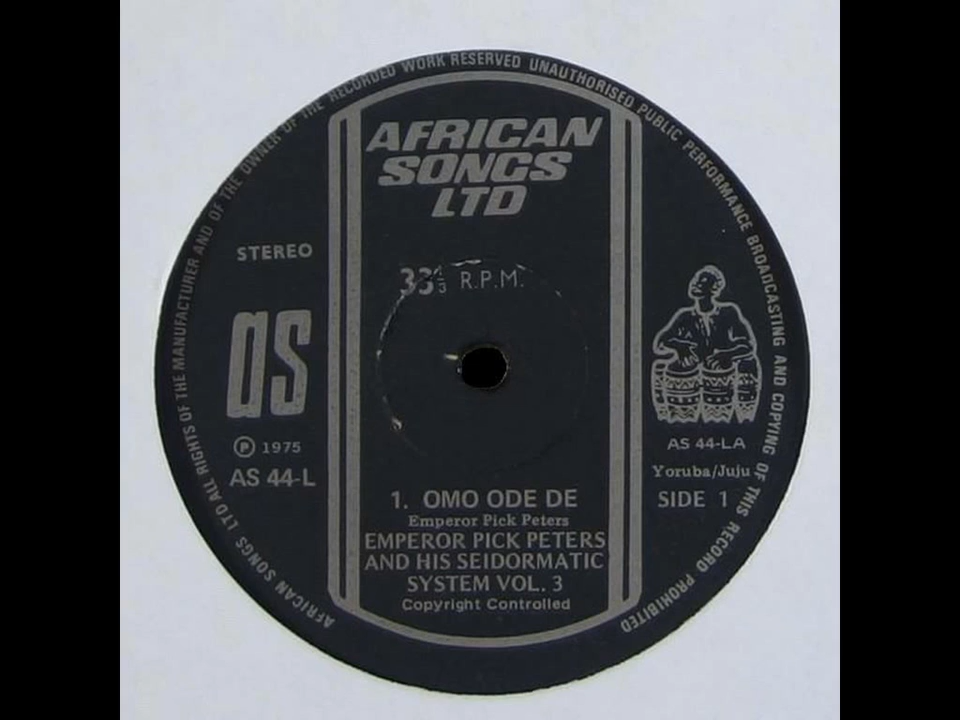 AFRICAN SONGS LTD ALL RIGHTS OF THE MANUFACTURER AND OF THE OWNER OF THE RECORDED WORK RESERVED UNAUTHORISED PUBLIC PERFORMANCE BROADCASTING AND COPYING OF THIS RECORD PROHIBITED
AFRICAN
SONGS
LTD
STEREO
33⅓ R.P.M.
as
℗ 1975
AS 44-L
AS 44-LA
Yoruba/Juju
SIDE 1
1. OMO ODE DE
Emperor Pick Peters
EMPEROR PICK PETERS
AND HIS SEIDORMATIC
SYSTEM VOL. 3
Copyright Controlled